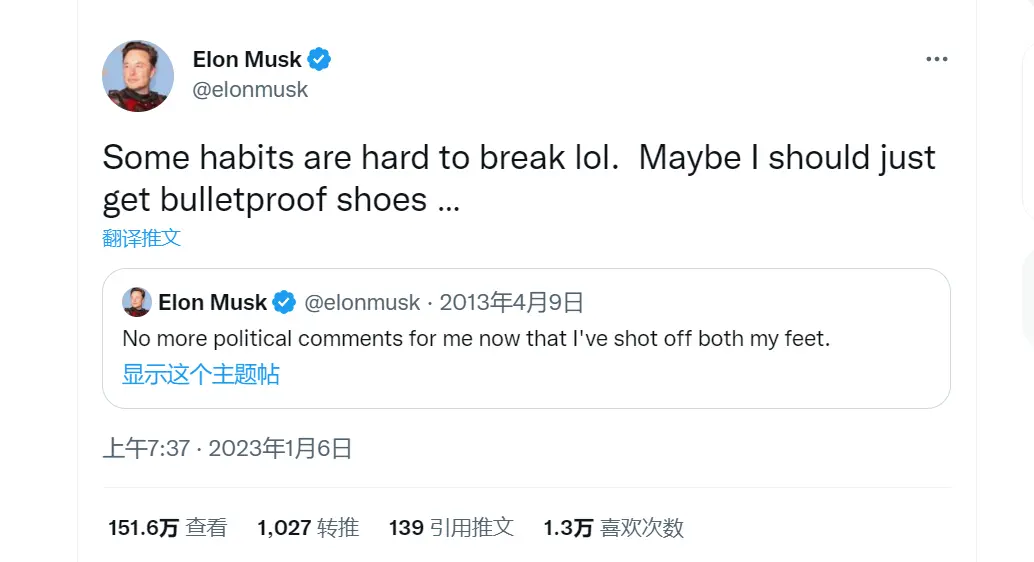 Elon Musk
@elonmusk
Some habits are hard to break lol.  Maybe I should just
get bulletproof shoes ...
翻译推文
Elon Musk @elonmusk · 2013年4月9日
No more political comments for me now that I've shot off both my feet.
显示这个主题帖
上午7:37 · 2023年1月6日
151.6万 查看 1,027 转推 139 引用推文 1.3万 喜欢次数